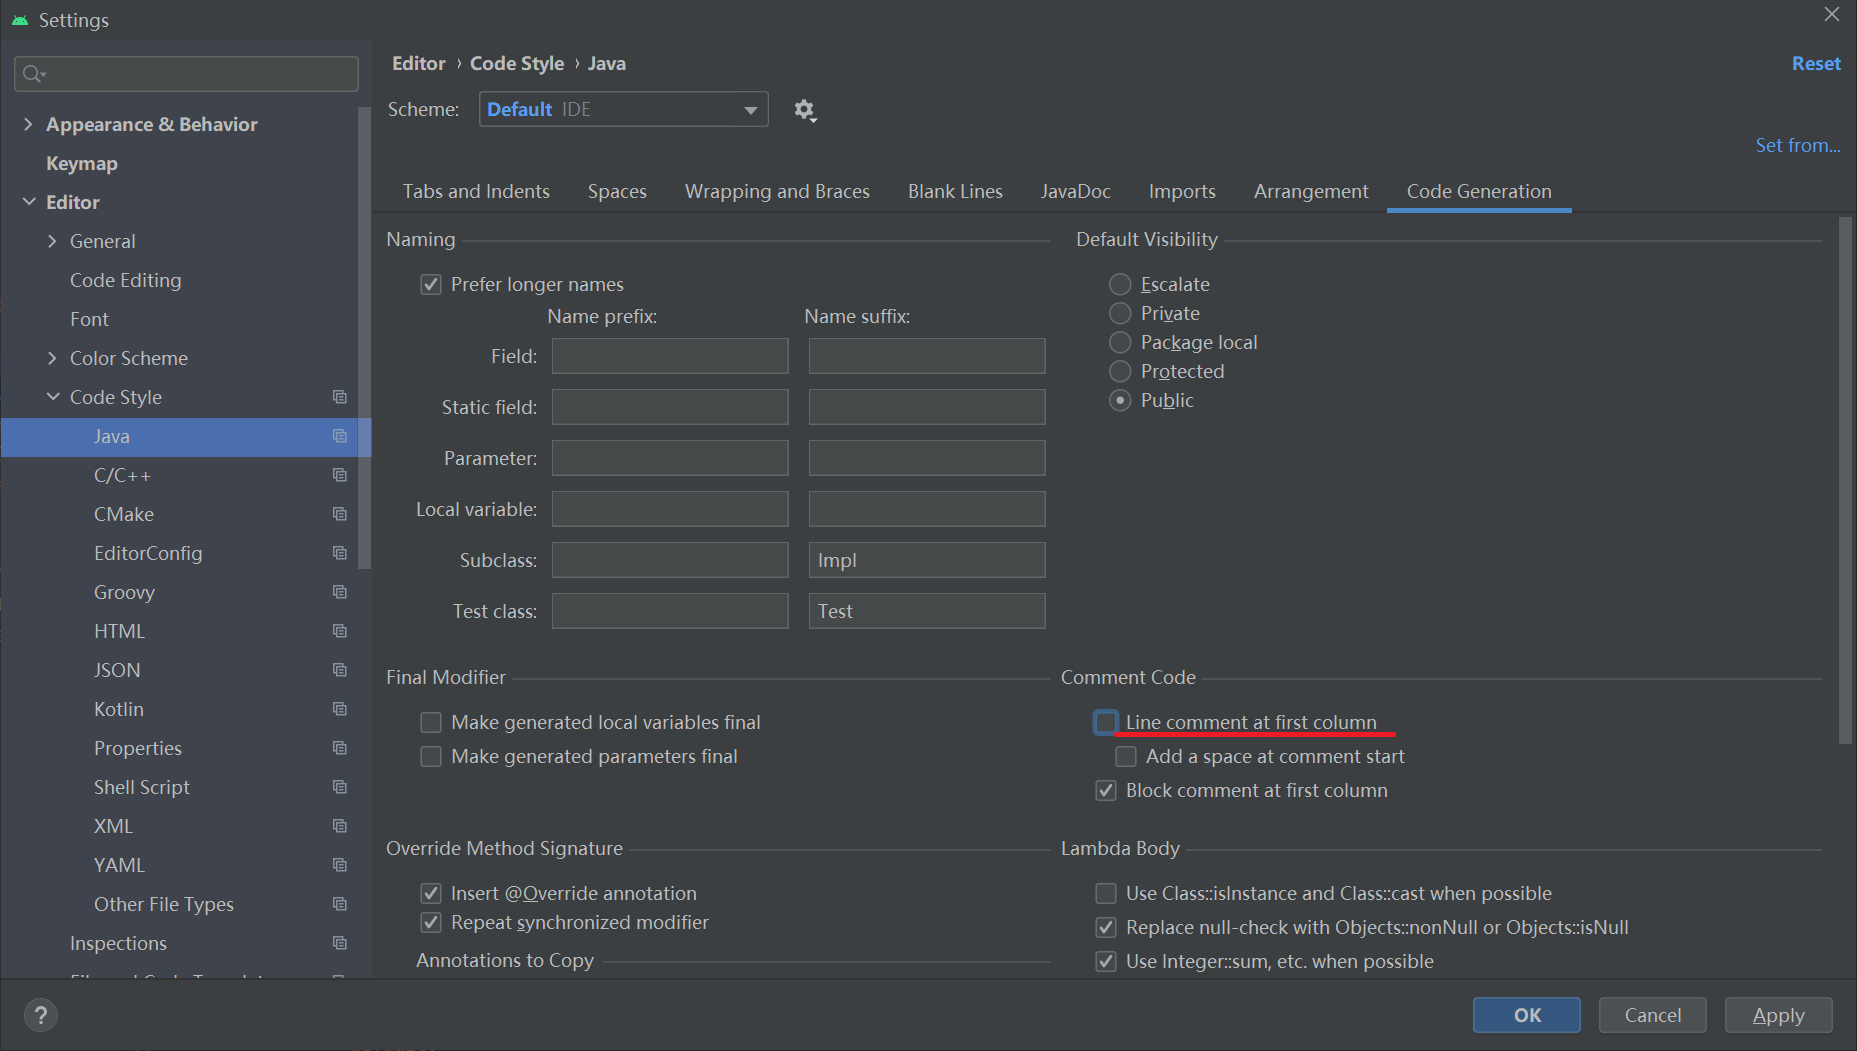 Settings
Editor › Code Style › Java
Reset
Scheme:
Default IDE
Set from...
Appearance & Behavior
Keymap
Editor
General
Code Editing
Font
Color Scheme
Code Style
Java
C/C++
CMake
EditorConfig
Groovy
HTML
JSON
Kotlin
Properties
Shell Script
XML
YAML
Other File Types
Inspections
Tabs and Indents
Spaces
Wrapping and Braces
Blank Lines
JavaDoc
Imports
Arrangement
Code Generation
Naming
Prefer longer names
Name prefix:
Name suffix:
Field:
Static field:
Parameter:
Local variable:
Subclass:
Impl
Test class:
Test
Default Visibility
Escalate
Private
Package local
Protected
Public
Final Modifier
Make generated local variables final
Make generated parameters final
Comment Code
Line comment at first column
Add a space at comment start
Block comment at first column
Override Method Signature
Insert @Override annotation
Repeat synchronized modifier
Annotations to Copy
Lambda Body
Use Class::isInstance and Class::cast when possible
Replace null-check with Objects::nonNull or Objects::isNull
Use Integer::sum, etc. when possible
?
OK
Cancel
Apply